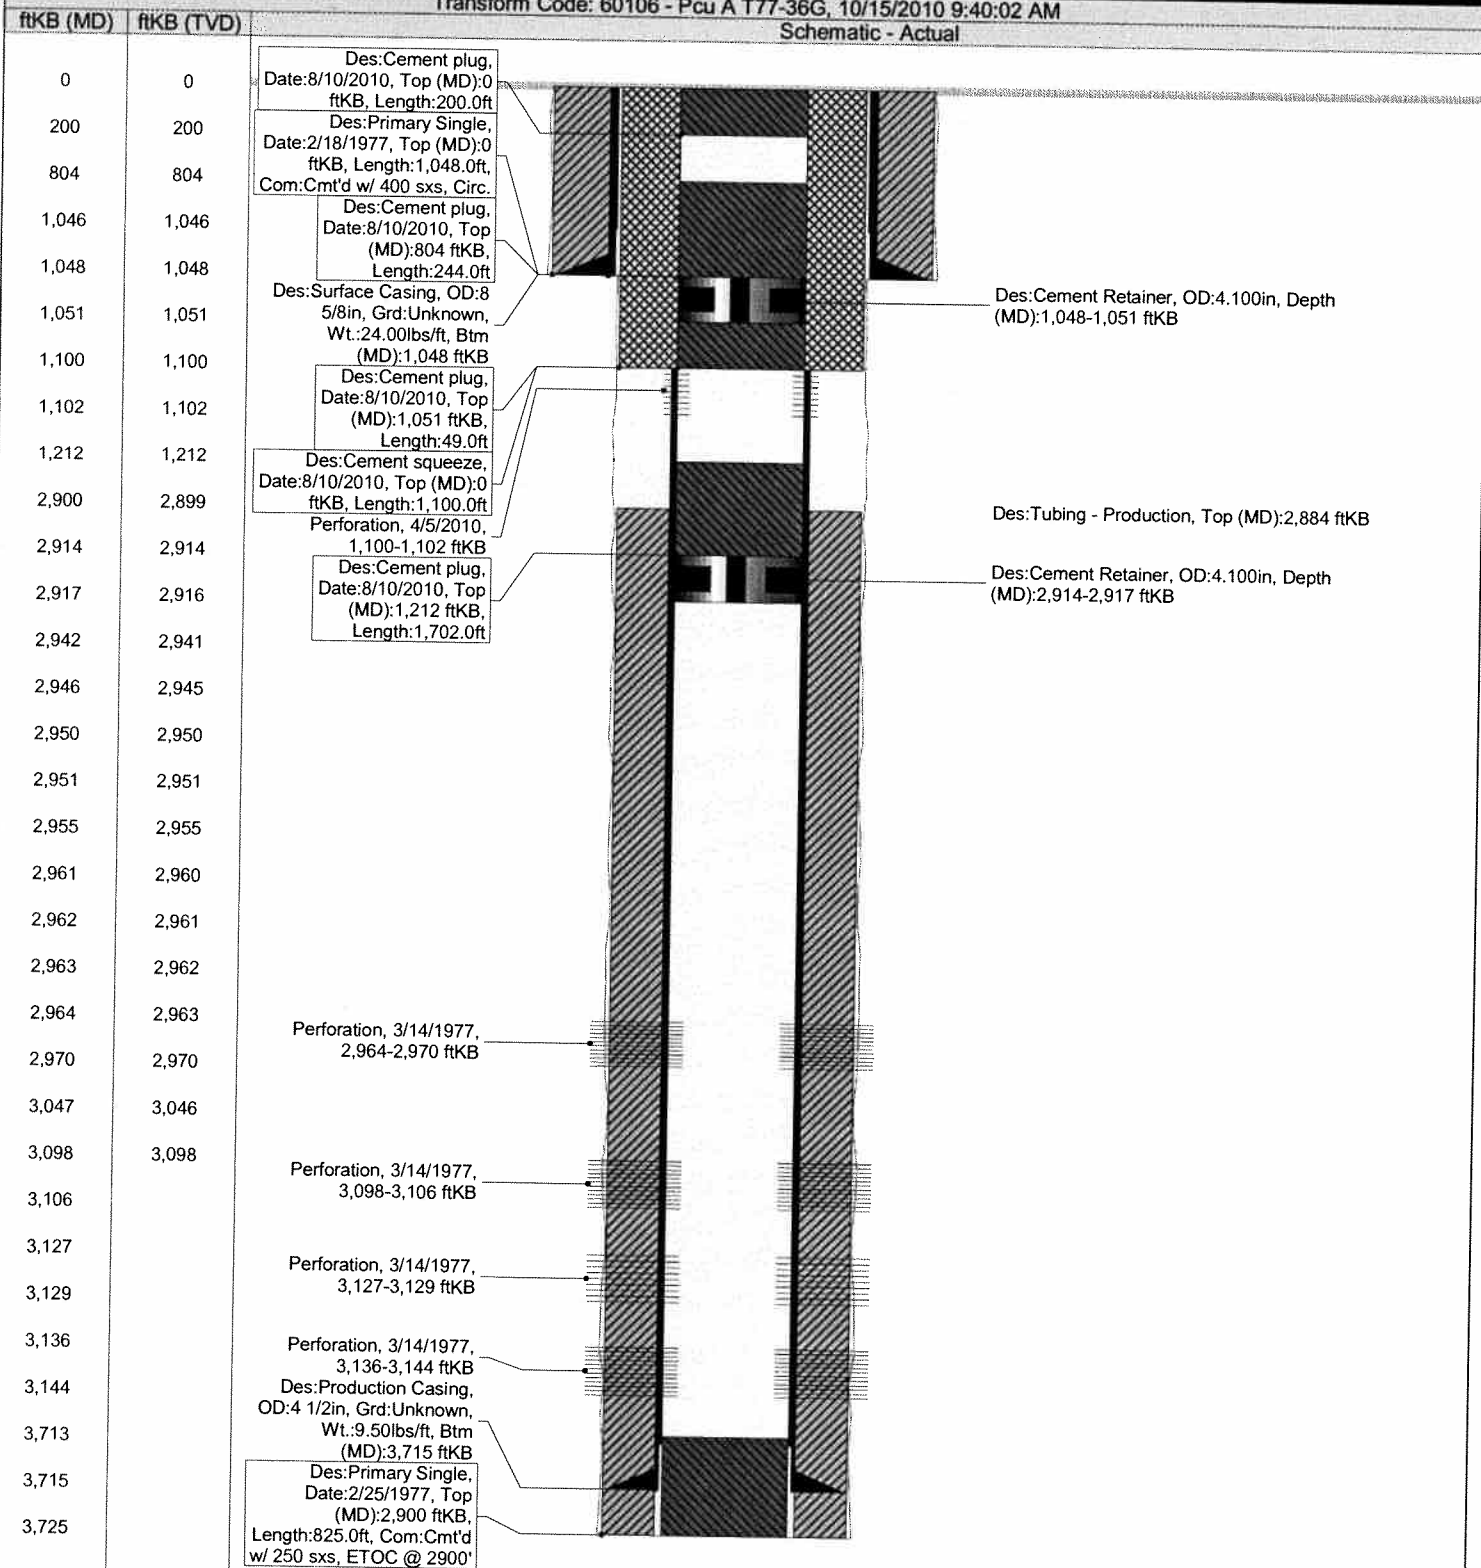 Transform Code: 60106 - Pcu A T77-36G, 10/15/2010 9:40:02 AM
ftKB (MD) ftKB (TVD) Schematic - Actual
0 0
200 200
804 804
1,046 1,046
1,048 1,048
1,051 1,051
1,100 1,100
1,102 1,102
1,212 1,212
2,900 2,899
2,914 2,914
2,917 2,916
2,942 2,941
2,946 2,945
2,950 2,950
2,951 2,951
2,955 2,955
2,961 2,960
2,962 2,961
2,963 2,962
2,964 2,963
2,970 2,970
3,047 3,046
3,098 3,098
3,106
3,127
3,129
3,136
3,144
3,713
3,715
3,725
Des:Cement plug,
Date:8/10/2010, Top (MD):0
ftKB, Length:200.0ft
Des:Primary Single,
Date:2/18/1977, Top (MD):0
ftKB, Length:1,048.0ft,
Com:Cmt'd w/ 400 sxs, Circ.
Des:Cement plug,
Date:8/10/2010, Top
(MD):804 ftKB,
Length:244.0ft
Des:Surface Casing, OD:8
5/8in, Grd:Unknown,
Wt.:24.00lbs/ft, Btm
(MD):1,048 ftKB
Des:Cement plug,
Date:8/10/2010, Top
(MD):1,051 ftKB,
Length:49.0ft
Des:Cement squeeze,
Date:8/10/2010, Top (MD):0
ftKB, Length:1,100.0ft
Perforation, 4/5/2010,
1,100-1,102 ftKB
Des:Cement plug,
Date:8/10/2010, Top
(MD):1,212 ftKB,
Length:1,702.0ft
Perforation, 3/14/1977,
2,964-2,970 ftKB
Perforation, 3/14/1977,
3,098-3,106 ftKB
Perforation, 3/14/1977,
3,127-3,129 ftKB
Perforation, 3/14/1977,
3,136-3,144 ftKB
Des:Production Casing,
OD:4 1/2in, Grd:Unknown,
Wt.:9.50lbs/ft, Btm
(MD):3,715 ftKB
Des:Primary Single,
Date:2/25/1977, Top
(MD):2,900 ftKB,
Length:825.0ft, Com:Cmt'd
w/ 250 sxs, ETOC @ 2900'
Des:Cement Retainer, OD:4.100in, Depth
(MD):1,048-1,051 ftKB
Des:Tubing - Production, Top (MD):2,884 ftKB
Des:Cement Retainer, OD:4.100in, Depth
(MD):2,914-2,917 ftKB